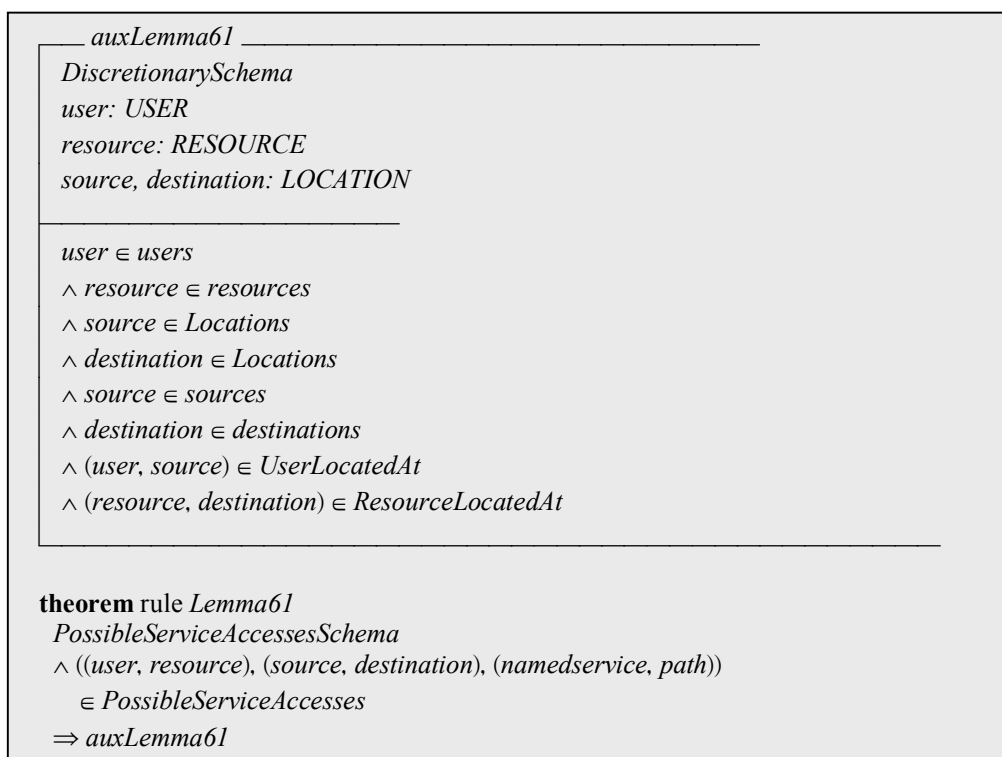 auxLemma61
DiscretionarySchema
user: USER
resource: RESOURCE
source, destination: LOCATION
user ∈ users
∧ resource ∈ resources
∧ source ∈ Locations
∧ destination ∈ Locations
∧ source ∈ sources
∧ destination ∈ destinations
∧ (user, source) ∈ UserLocatedAt
∧ (resource, destination) ∈ ResourceLocatedAt
theorem rule Lemma61
PossibleServiceAccessesSchema
∧ ((user, resource), (source, destination), (namedservice, path))
∈ PossibleServiceAccesses
⇒ auxLemma61